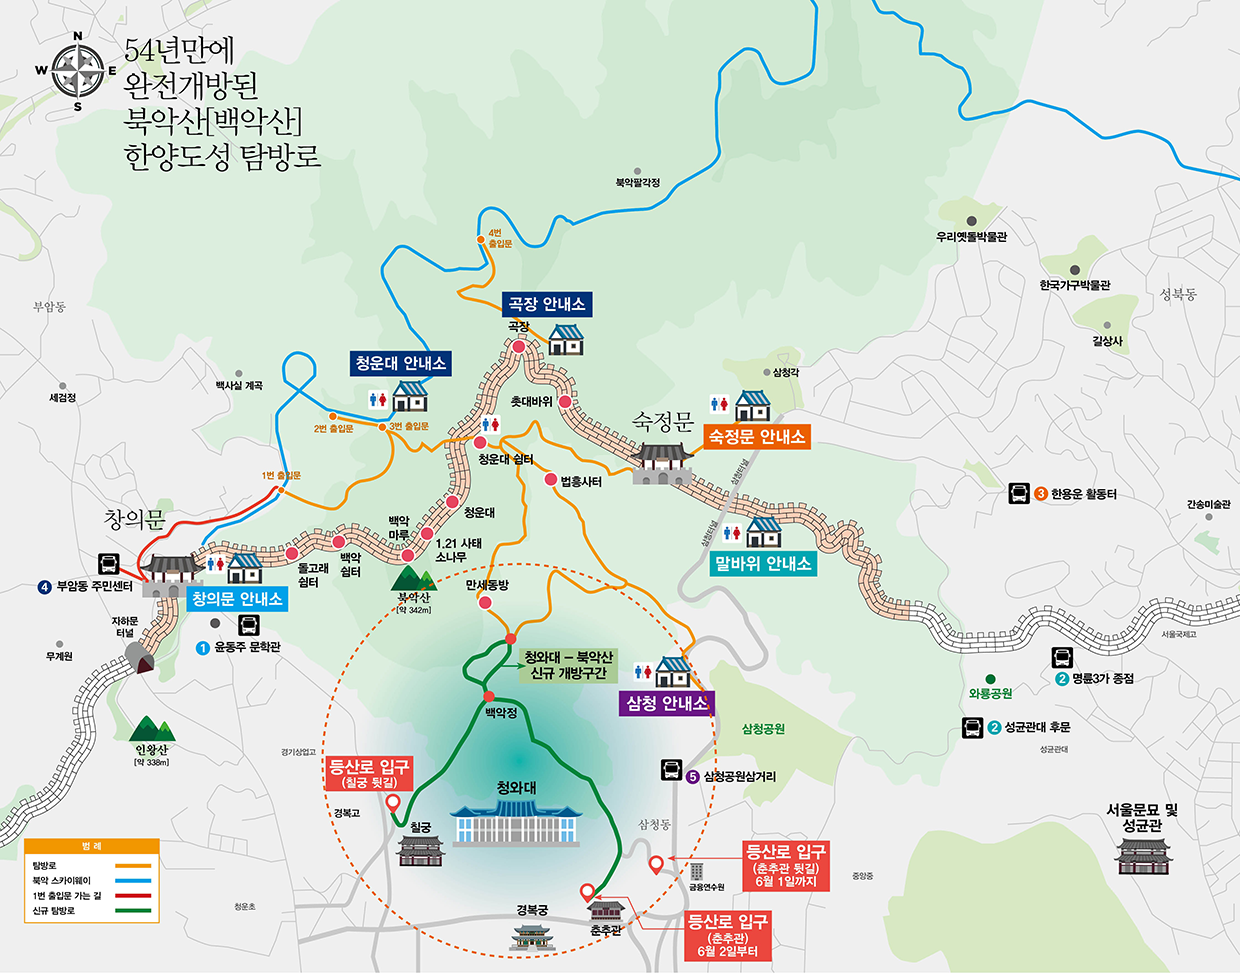 N
W
E
S
54년만에
완전개방된
북악산[백악산]
한양도성 탐방로
북악팔각정
우리옛돌박물관
4번
출입문
한국가구박물관
성북동
부암동
곡장 안내소
곡장
길상사
청운대 안내소
백사실 계곡
삼청각
세검정
촛대바위
숙정문
2번 출입문
3번 출입문
숙정문 안내소
청운대 쉼터
삼청터널
1번 출입문
법흥사터
3 한용운 활동터
간송미술관
창의문
백악
마루
청운대
삼청터널
1.21 사태
소나무
돌고래
쉼터
백악
쉼터
말바위 안내소
4 부암동 주민센터
창의문 안내소
북악산
[약 342m]
만세동방
자하문
터널
1 윤동주 문학관
서울국제고
무계원
청와대 – 북악산
신규 개방구간
2 명륜3가 종점
삼청 안내소
와룡공원
백악정
삼청공원
2 성균관대 후문
인왕산
[약 338m]
경기상업고
성균관대
등산로 입구
(칠궁 뒷길)
5 삼청공원삼거리
청와대
경복고
칠궁
삼청동
서울문묘 및
성균관
범 례
탐방로
북악 스카이웨이
1번 출입문 가는 길
신규 탐방로
등산로 입구
(춘추관 뒷길)
6월 1일까지
금융연수원
중앙중
청운초
경복궁
춘추관
등산로 입구
(춘추관)
6월 2일부터